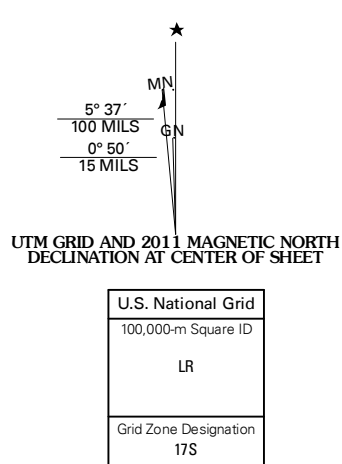 MN
5° 37´
100 MILS
GN
0° 50´
15 MILS
UTM GRID AND 2011 MAGNETIC NORTH
DECLINATION AT CENTER OF SHEET
U.S. National Grid
100,000-m Square ID
LR
Grid Zone Designation
17S